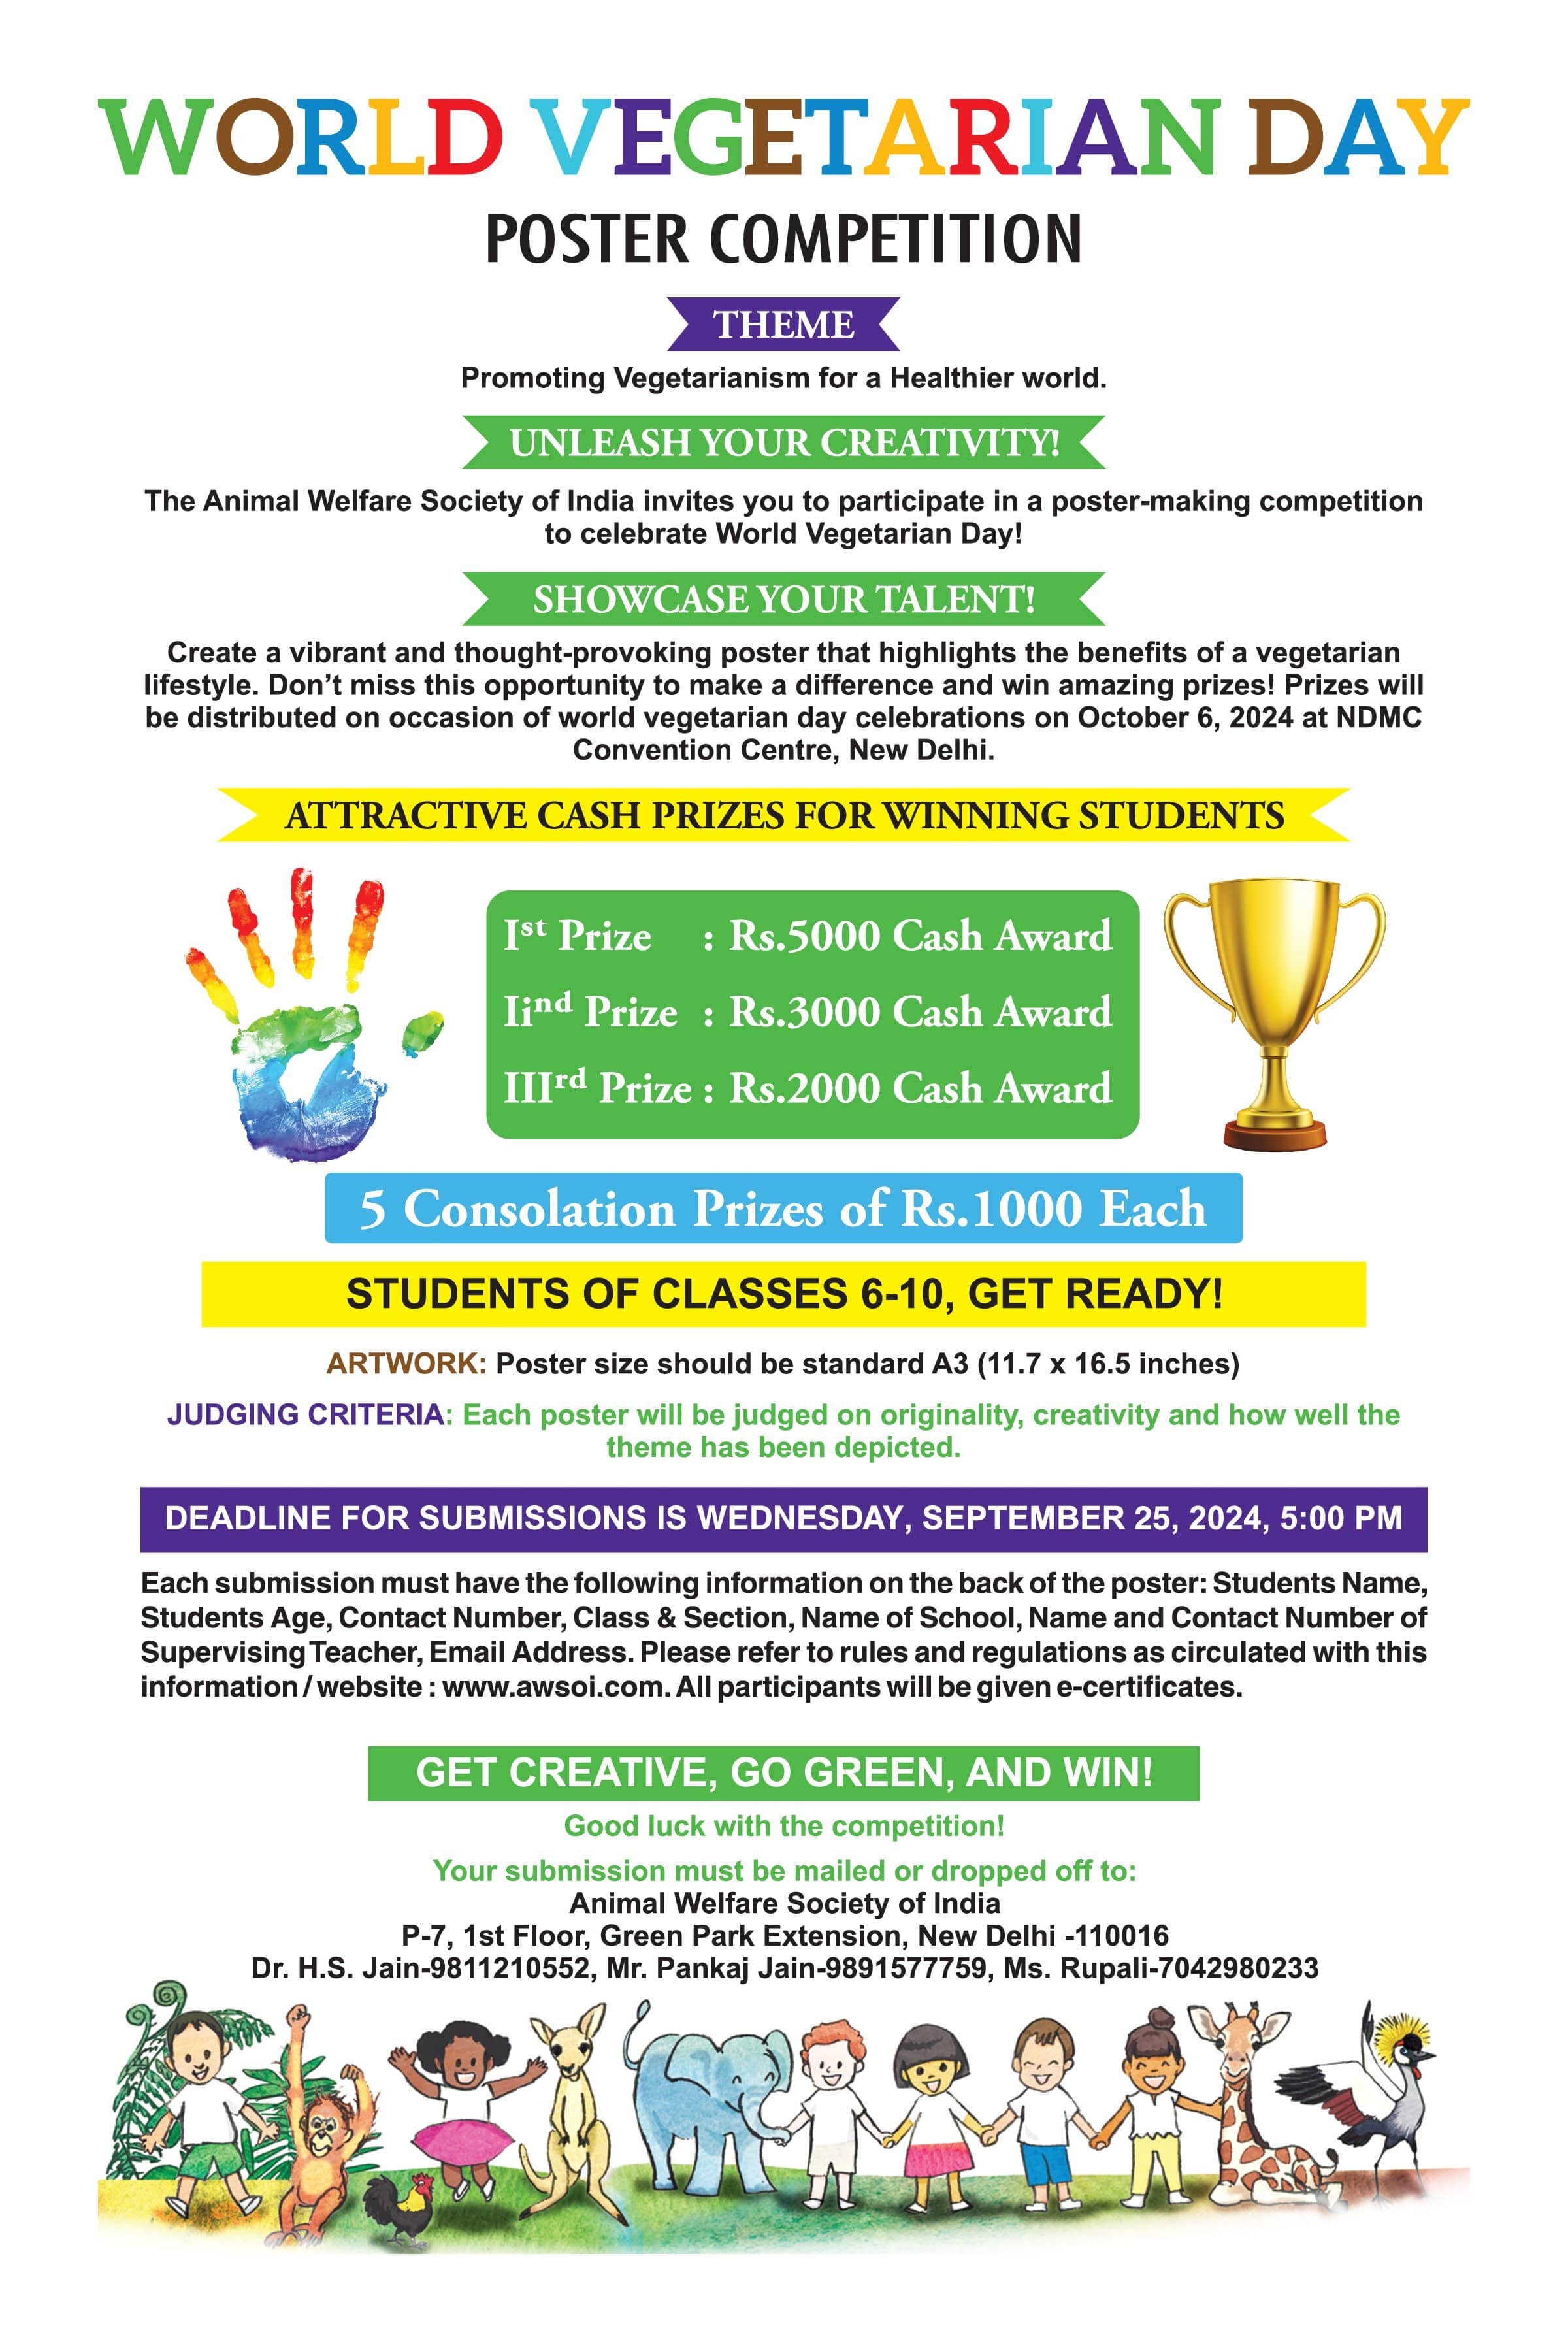 WORLD VEGETARIAN DAY
POSTER COMPETITION
THEME
Promoting Vegetarianism for a Healthier world.
UNLEASH YOUR CREATIVITY!
The Animal Welfare Society of India invites you to participate in a poster-making competition
to celebrate World Vegetarian Day!
SHOWCASE YOUR TALENT!
Create a vibrant and thought-provoking poster that highlights the benefits of a vegetarian
lifestyle. Don’t miss this opportunity to make a difference and win amazing prizes! Prizes will
be distributed on occasion of world vegetarian day celebrations on October 6, 2024 at NDMC
Convention Centre, New Delhi.
ATTRACTIVE CASH PRIZES FOR WINNING STUDENTS
Ist Prize : Rs.5000 Cash Award
Iind Prize : Rs.3000 Cash Award
IIIrd Prize : Rs.2000 Cash Award
5 Consolation Prizes of Rs.1000 Each
STUDENTS OF CLASSES 6-10, GET READY!
ARTWORK: Poster size should be standard A3 (11.7 x 16.5 inches)
JUDGING CRITERIA: Each poster will be judged on originality, creativity and how well the
theme has been depicted.
DEADLINE FOR SUBMISSIONS IS WEDNESDAY, SEPTEMBER 25, 2024, 5:00 PM
Each submission must have the following information on the back of the poster: Students Name,
Students Age, Contact Number, Class & Section, Name of School, Name and Contact Number of
Supervising Teacher, Email Address. Please refer to rules and regulations as circulated with this
information / website : www.awsoi.com. All participants will be given e-certificates.
GET CREATIVE, GO GREEN, AND WIN!
Good luck with the competition!
Your submission must be mailed or dropped off to:
Animal Welfare Society of India
P-7, 1st Floor, Green Park Extension, New Delhi -110016
Dr. H.S. Jain-9811210552, Mr. Pankaj Jain-9891577759, Ms. Rupali-7042980233